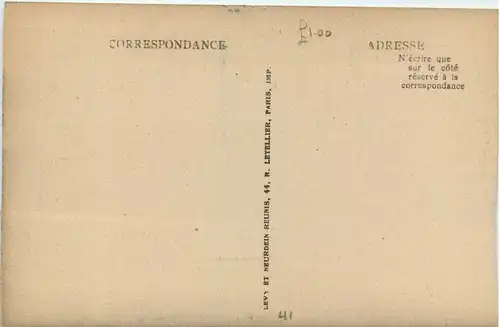 £1.00
CORRESPONDANCE
ADRESSE
N'écrire que
sur le côté
réservé à la
correspondance
LEVY ET NEURDEIN REUNIS, 44, R. LETELLIER, PARIS, IMP.
41